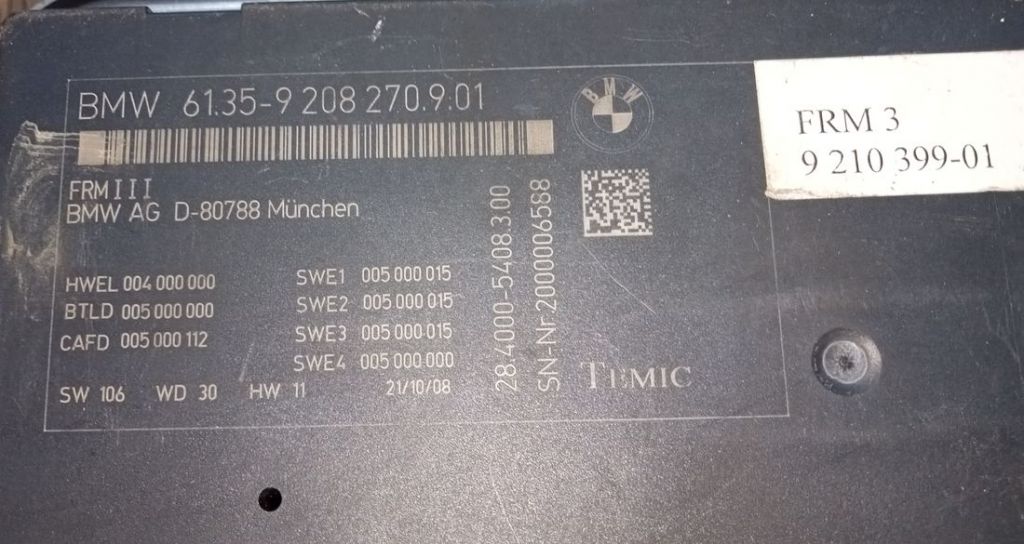 BMW 61.35-9 208 270.9.01
BMW
FRM 3
9 210 399-01
FRMIII
BMW AG D-80788 München
HWEL 004 000 000
BTLD 005 000 000
CAFD 005 000 112
SWE1 005 000 015
SWE2 005 000 015
SWE3 005 000 015
SWE4 005 000 000
SW 106 WD 30 HW 11 21/10/08
28.4000-5408.3.00
SN-Nr.2000006588
TEMIC